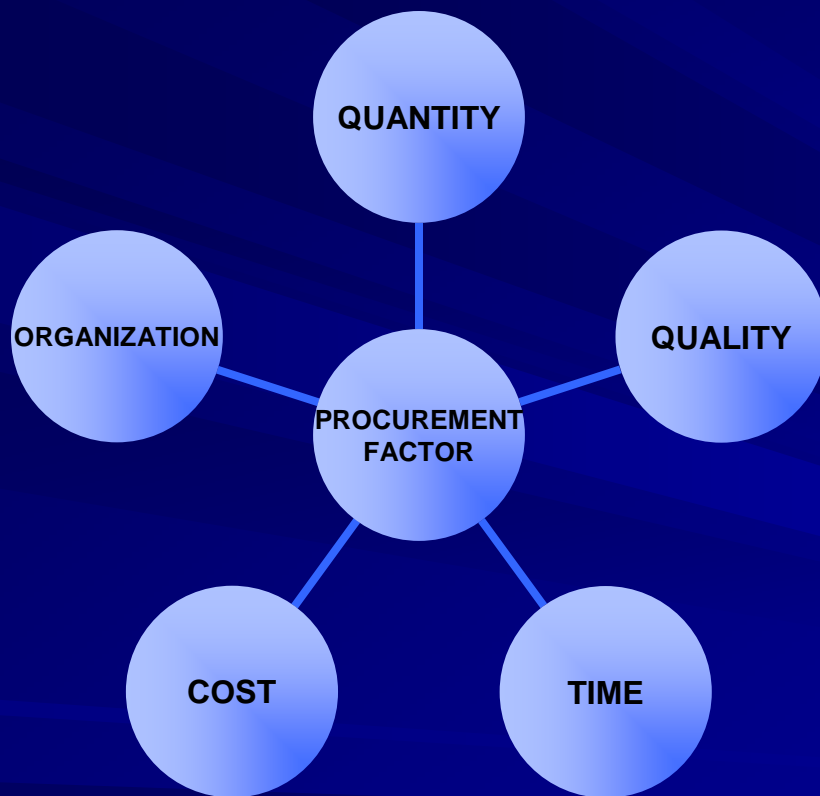 QUANTITY
ORGANIZATION
QUALITY
PROCUREMENT
FACTOR
COST
TIME